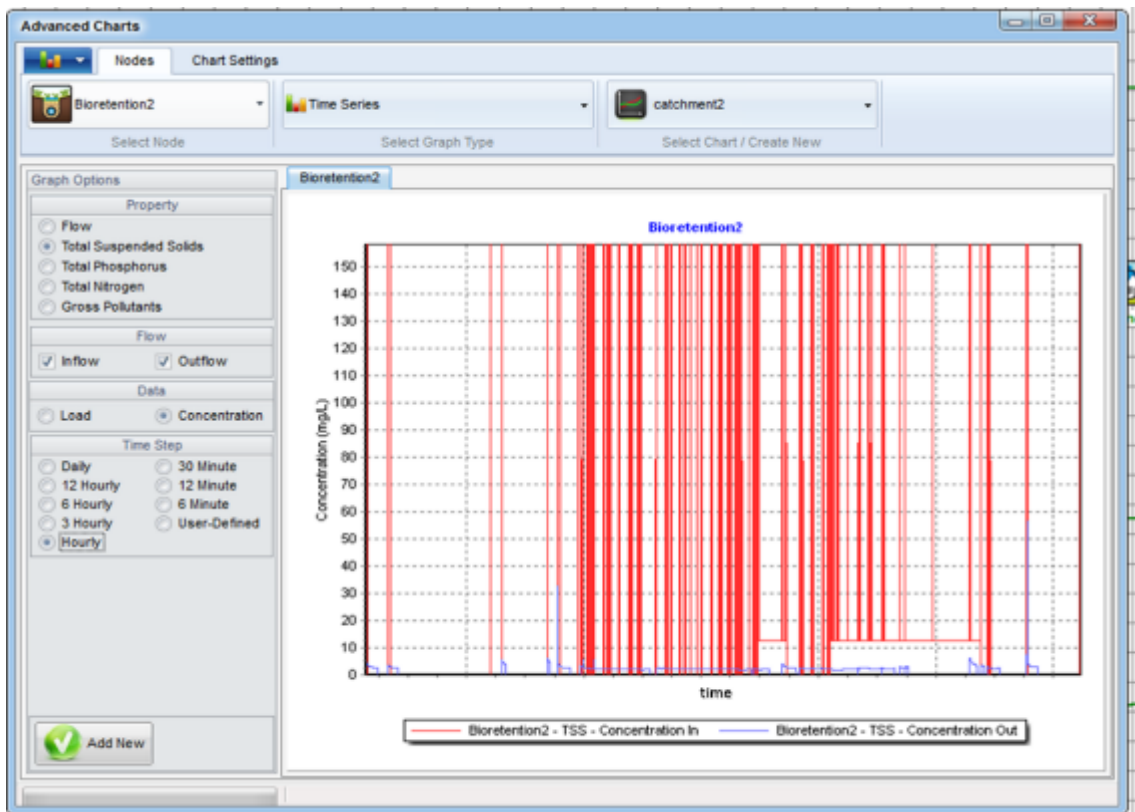 Advanced Charts
Nodes Chart Settings
Bioretention2 Time Series catchment2
Select Node Select Graph Type Select Chart / Create New
Graph Options
Property
Flow
Total Suspended Solids
Total Phosphorus
Total Nitrogen
Gross Pollutants
Flow
Inflow Outflow
Data
Load Concentration
Time Step
Daily 30 Minute
12 Hourly 12 Minute
6 Hourly 6 Minute
3 Hourly User-Defined
Hourly
Add New
Bioretention2
Bioretention2
Concentration (mg/L)
150
140
130
120
110
100
90
80
70
60
50
40
30
20
10
0
time
Bioretention2 - TSS - Concentration In Bioretention2 - TSS - Concentration Out